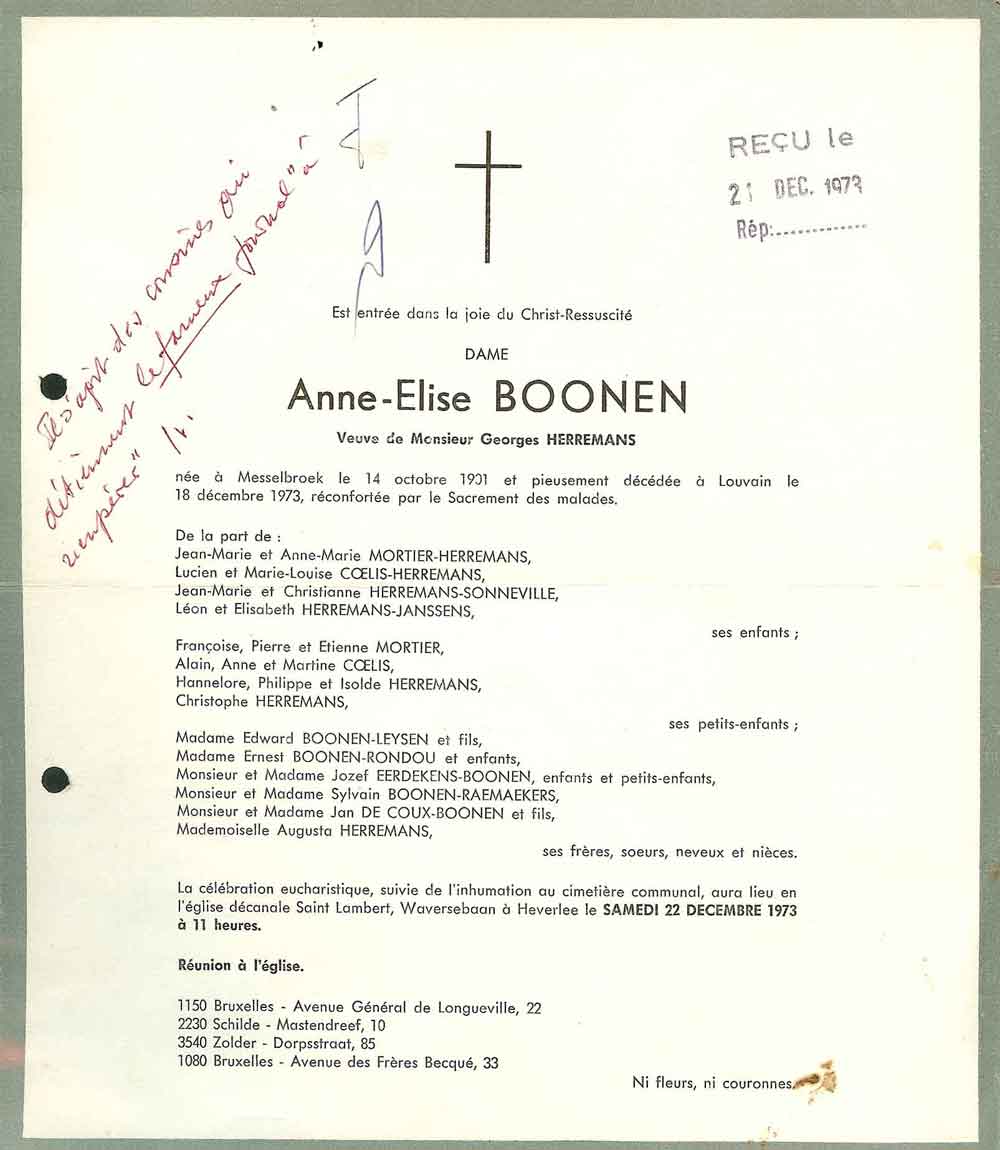 REÇU le
21 DEC. 1973
Rép:..............
Il s'agit des cousins qui
détiennent le fameux journal" à
Est entrée dans la joie du Christ-Ressuscité
DAME
Anne-Elise BOONEN
Veuve de Monsieur Georges HERREMANS
née à Messelbroek le 14 octobre 1901 et pieusement décédée à Louvain le
18 décembre 1973, réconfortée par le Sacrement des malades.
De la part de :
Jean-Marie et Anne-Marie MORTIER-HERREMANS,
Lucien et Marie-Louise CŒLIS-HERREMANS,
Jean-Marie et Christianne HERREMANS-SONNEVILLE,
Léon et Elisabeth HERREMANS-JANSSENS,
ses enfants ;
Françoise, Pierre et Etienne MORTIER,
Alain, Anne et Martine CŒLIS,
Hannelore, Philippe et Isolde HERREMANS,
Christophe HERREMANS,
ses petits-enfants ;
Madame Edward BOONEN-LEYSEN et fils,
Madame Ernest BOONEN-RONDOU et enfants,
Monsieur et Madame Jozef EERDEKENS-BOONEN, enfants et petits-enfants,
Monsieur et Madame Sylvain BOONEN-RAEMAEKERS,
Monsieur et Madame Jan DE COUX-BOONEN et fils,
Mademoiselle Augusta HERREMANS,
ses frères, soeurs, neveux et nièces.
La célébration eucharistique, suivie de l'inhumation au cimetière communal, aura lieu en
l'église décanale Saint Lambert, Waversebaan à Heverlee le SAMEDI 22 DECEMBRE 1973
à 11 heures.
Réunion à l'église.
1150 Bruxelles - Avenue Général de Longueville, 22
2230 Schilde - Mastendreef, 10
3540 Zolder - Dorpsstraat, 85
1080 Bruxelles - Avenue des Frères Becqué, 33
Ni fleurs, ni couronnes.